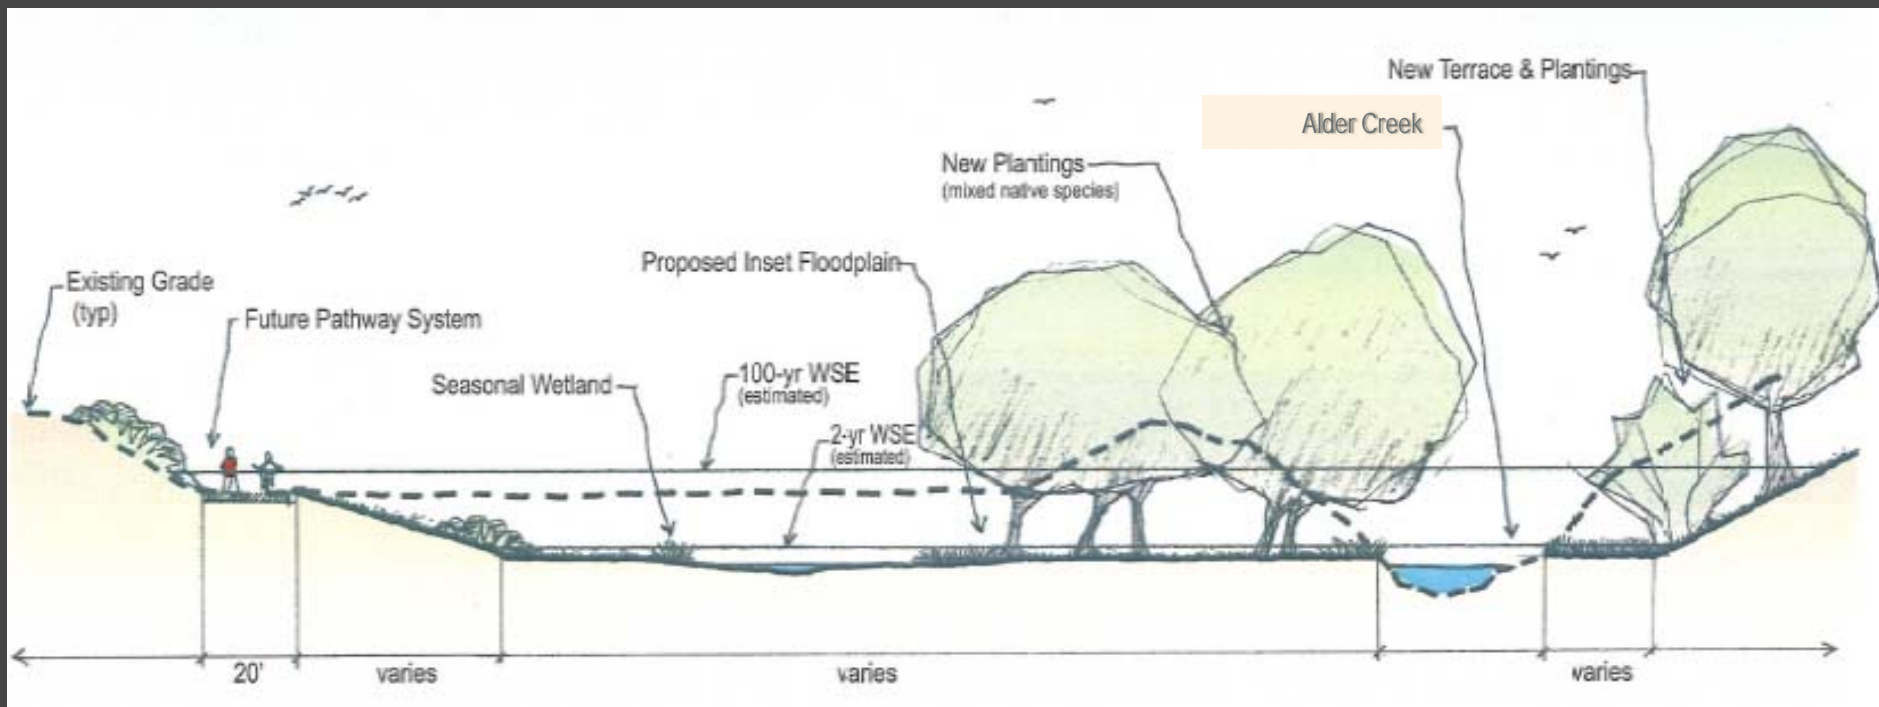 New Terrace & Plantings
Alder Creek
New Plantings
(mixed native species)
Proposed Inset Floodplain
Existing Grade
(typ)
Future Pathway System
Seasonal Wetland
100-yr WSE
(estimated)
2-yr WSE
(estimated)
20'
varies
varies
varies